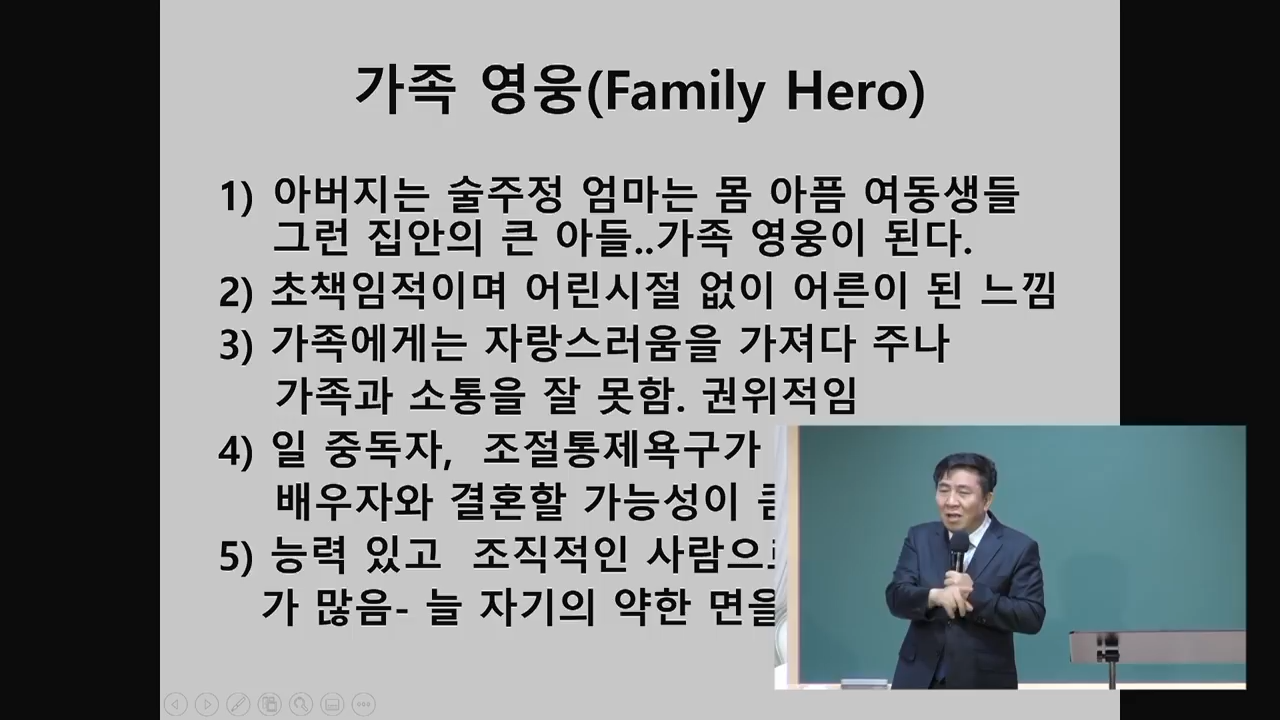 가족 영웅(Family Hero)
1) 아버지는 술주정 엄마는 몸 아픔 여동생들
그런 집안의 큰 아들..가족 영웅이 된다.
2) 초책임적이며 어린시절 없이 어른이 된 느낌
3) 가족에게는 자랑스러움을 가져다 주나
가족과 소통을 잘 못함. 권위적임
4) 일 중독자, 조절통제욕구가
배우자와 결혼할 가능성이
5) 능력 있고 조직적인
가 많음- 늘 자기의 약한 면을